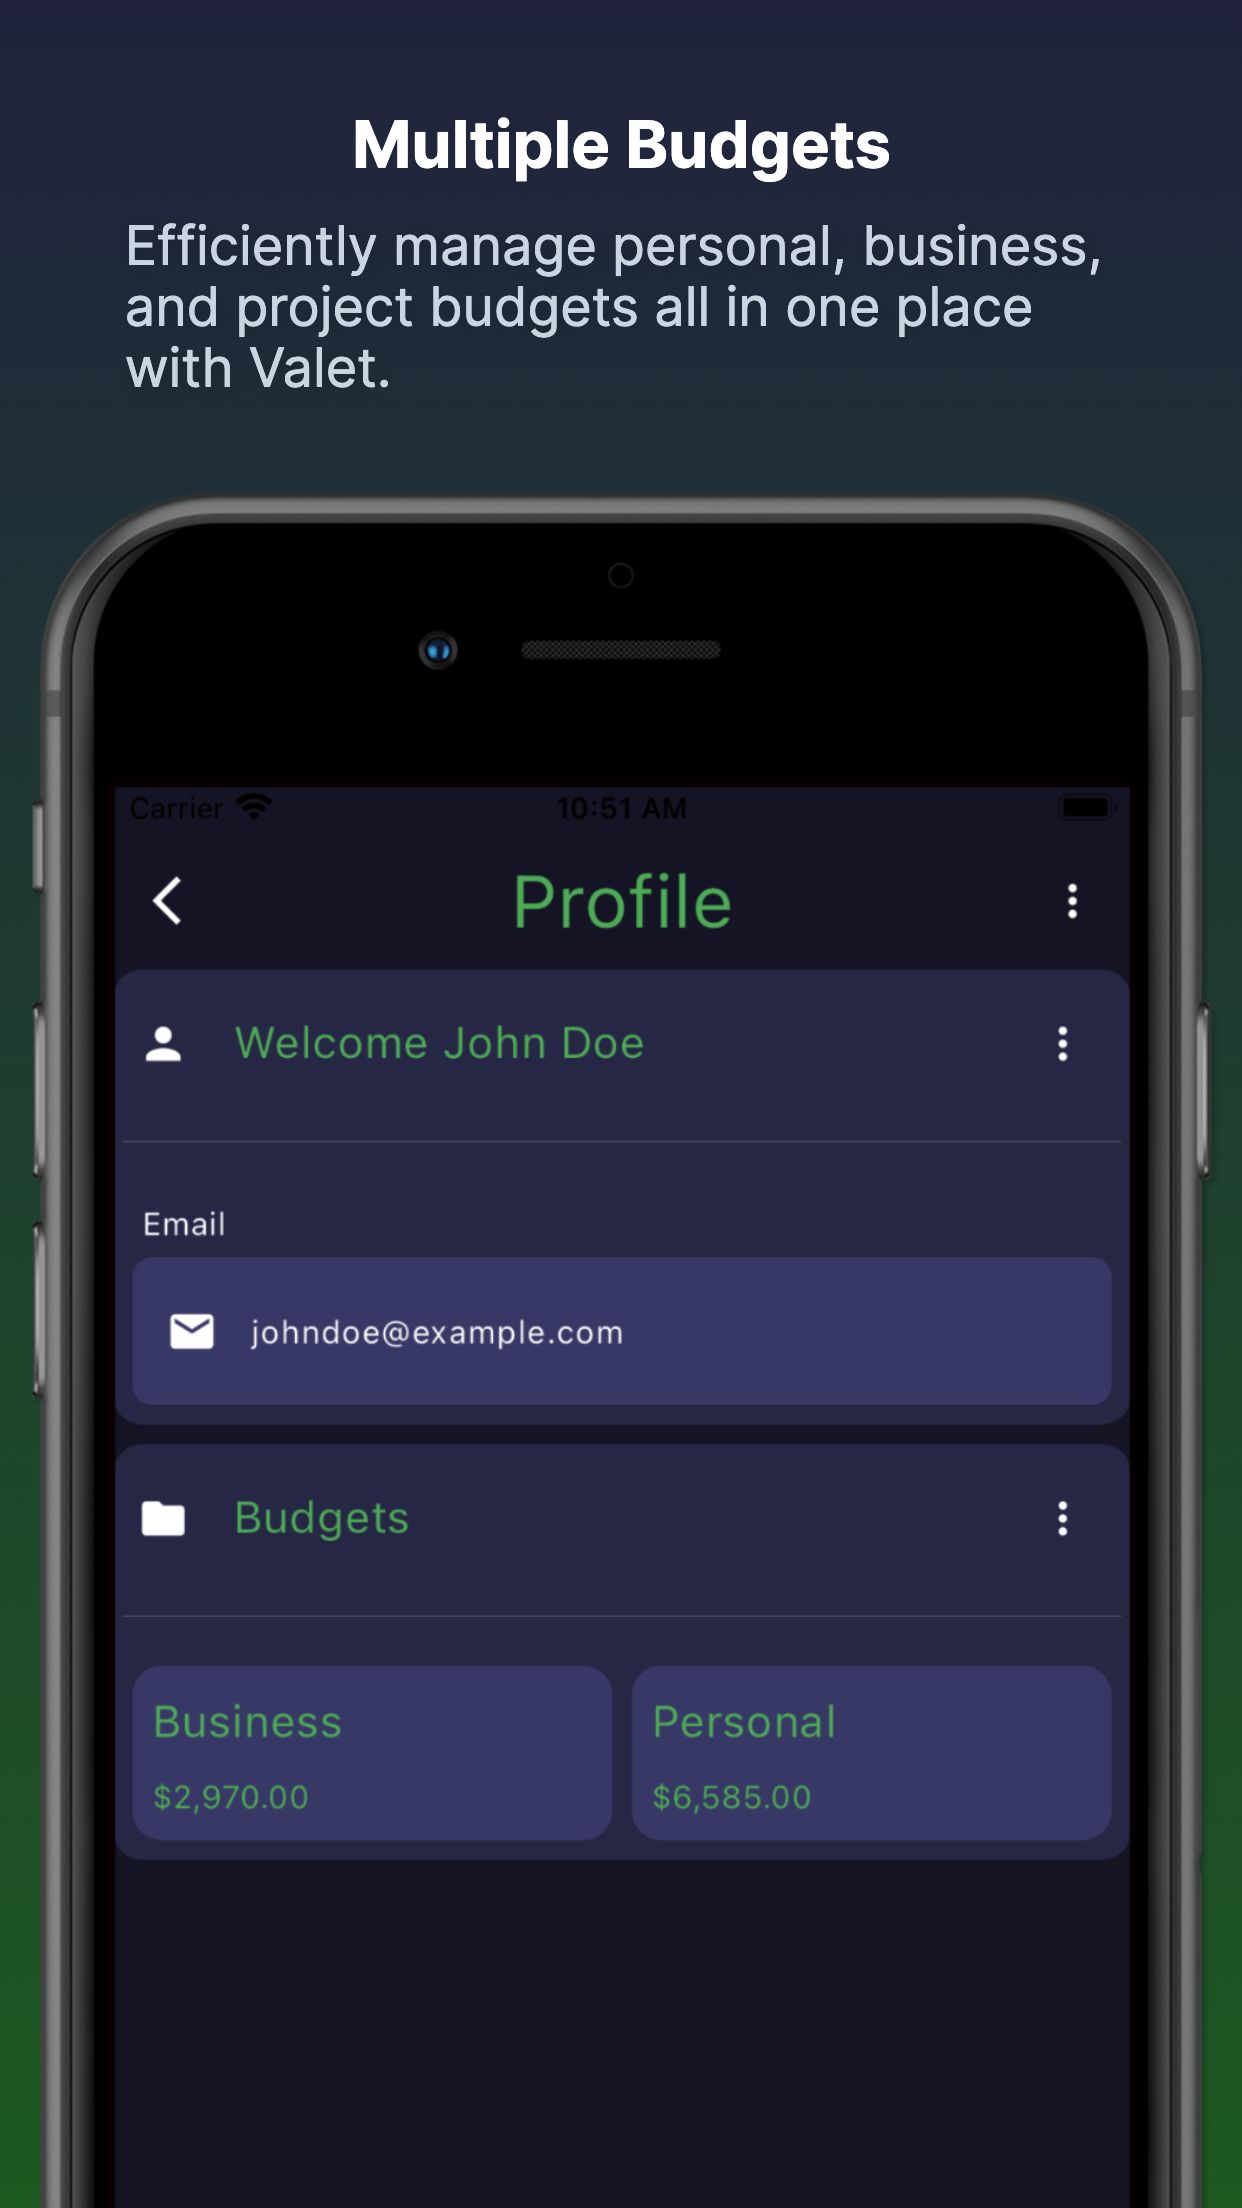 Multiple Budgets
Efficiently manage personal, business,
and project budgets all in one place
with Valet.
Carrier 10:51 AM
Profile
Welcome John Doe
Email
johndoe@example.com
Budgets
Business
$2,970.00
Personal
$6,585.00